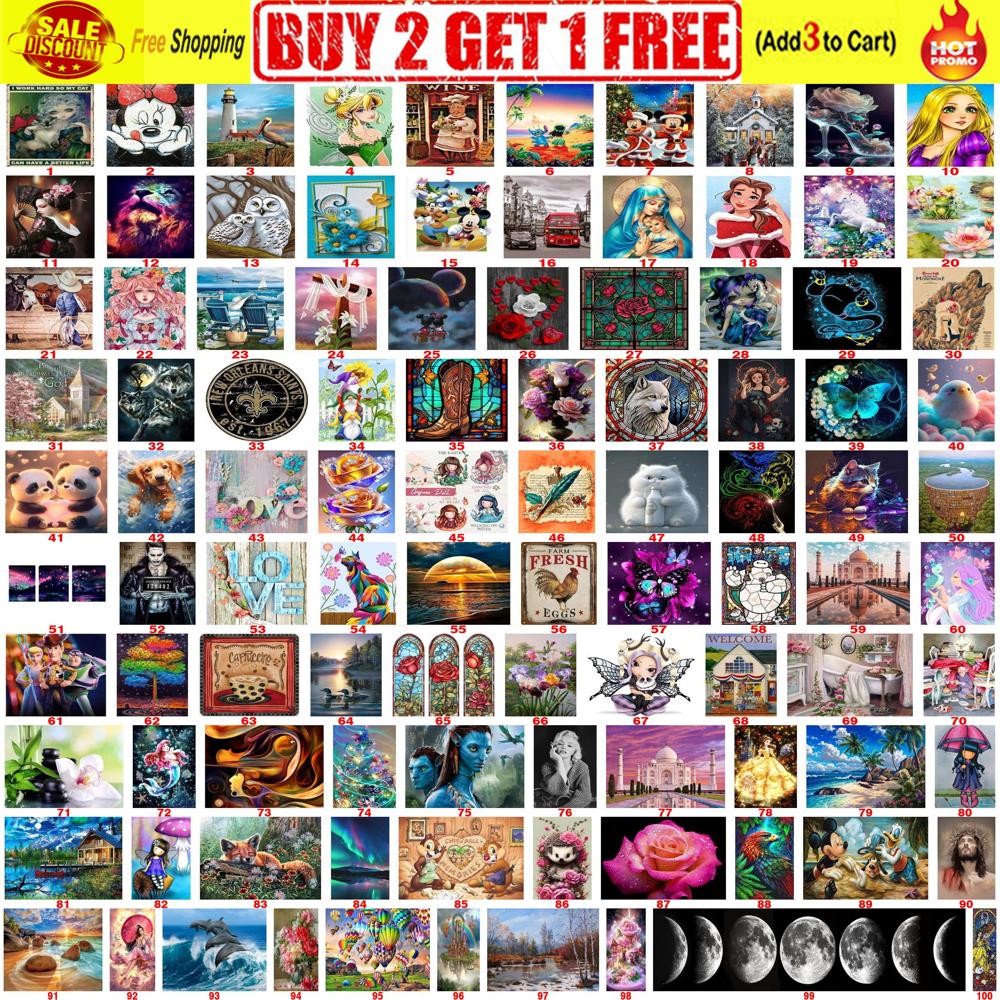 SALE
DISCOUNT
Free Shopping
BUY 2 GET 1 FREE
(Add 3 to Cart)
HOT
PROMO
I WORK HARD SO MY CAT
CAN HAVE A BETTER LIFE
WINE
1 2 3 4 5 6 7 8 9 10
11 12 13 14 15 16 17 18 19 20
MONONOKE
21 22 23 24 25 26 27 28 29 30
God
NEW ORLEANS SAINTS
EST. 1967
31 32 33 34 35 36 37 38 39 40
Love
41 42 43 44 45 46 47 48 49 50
LO
VE
FARM
FRESH
EGGS
51 52 53 54 55 56 57 58 59 60
Cappuccino
WELCOME
61 62 63 64 65 66 67 68 69 70
71 72 73 74 75 76 77 78 79 80
CHIP DALE
81 82 83 84 85 86 87 88 89 90
91 92 93 94 95 96 97 98 99 100